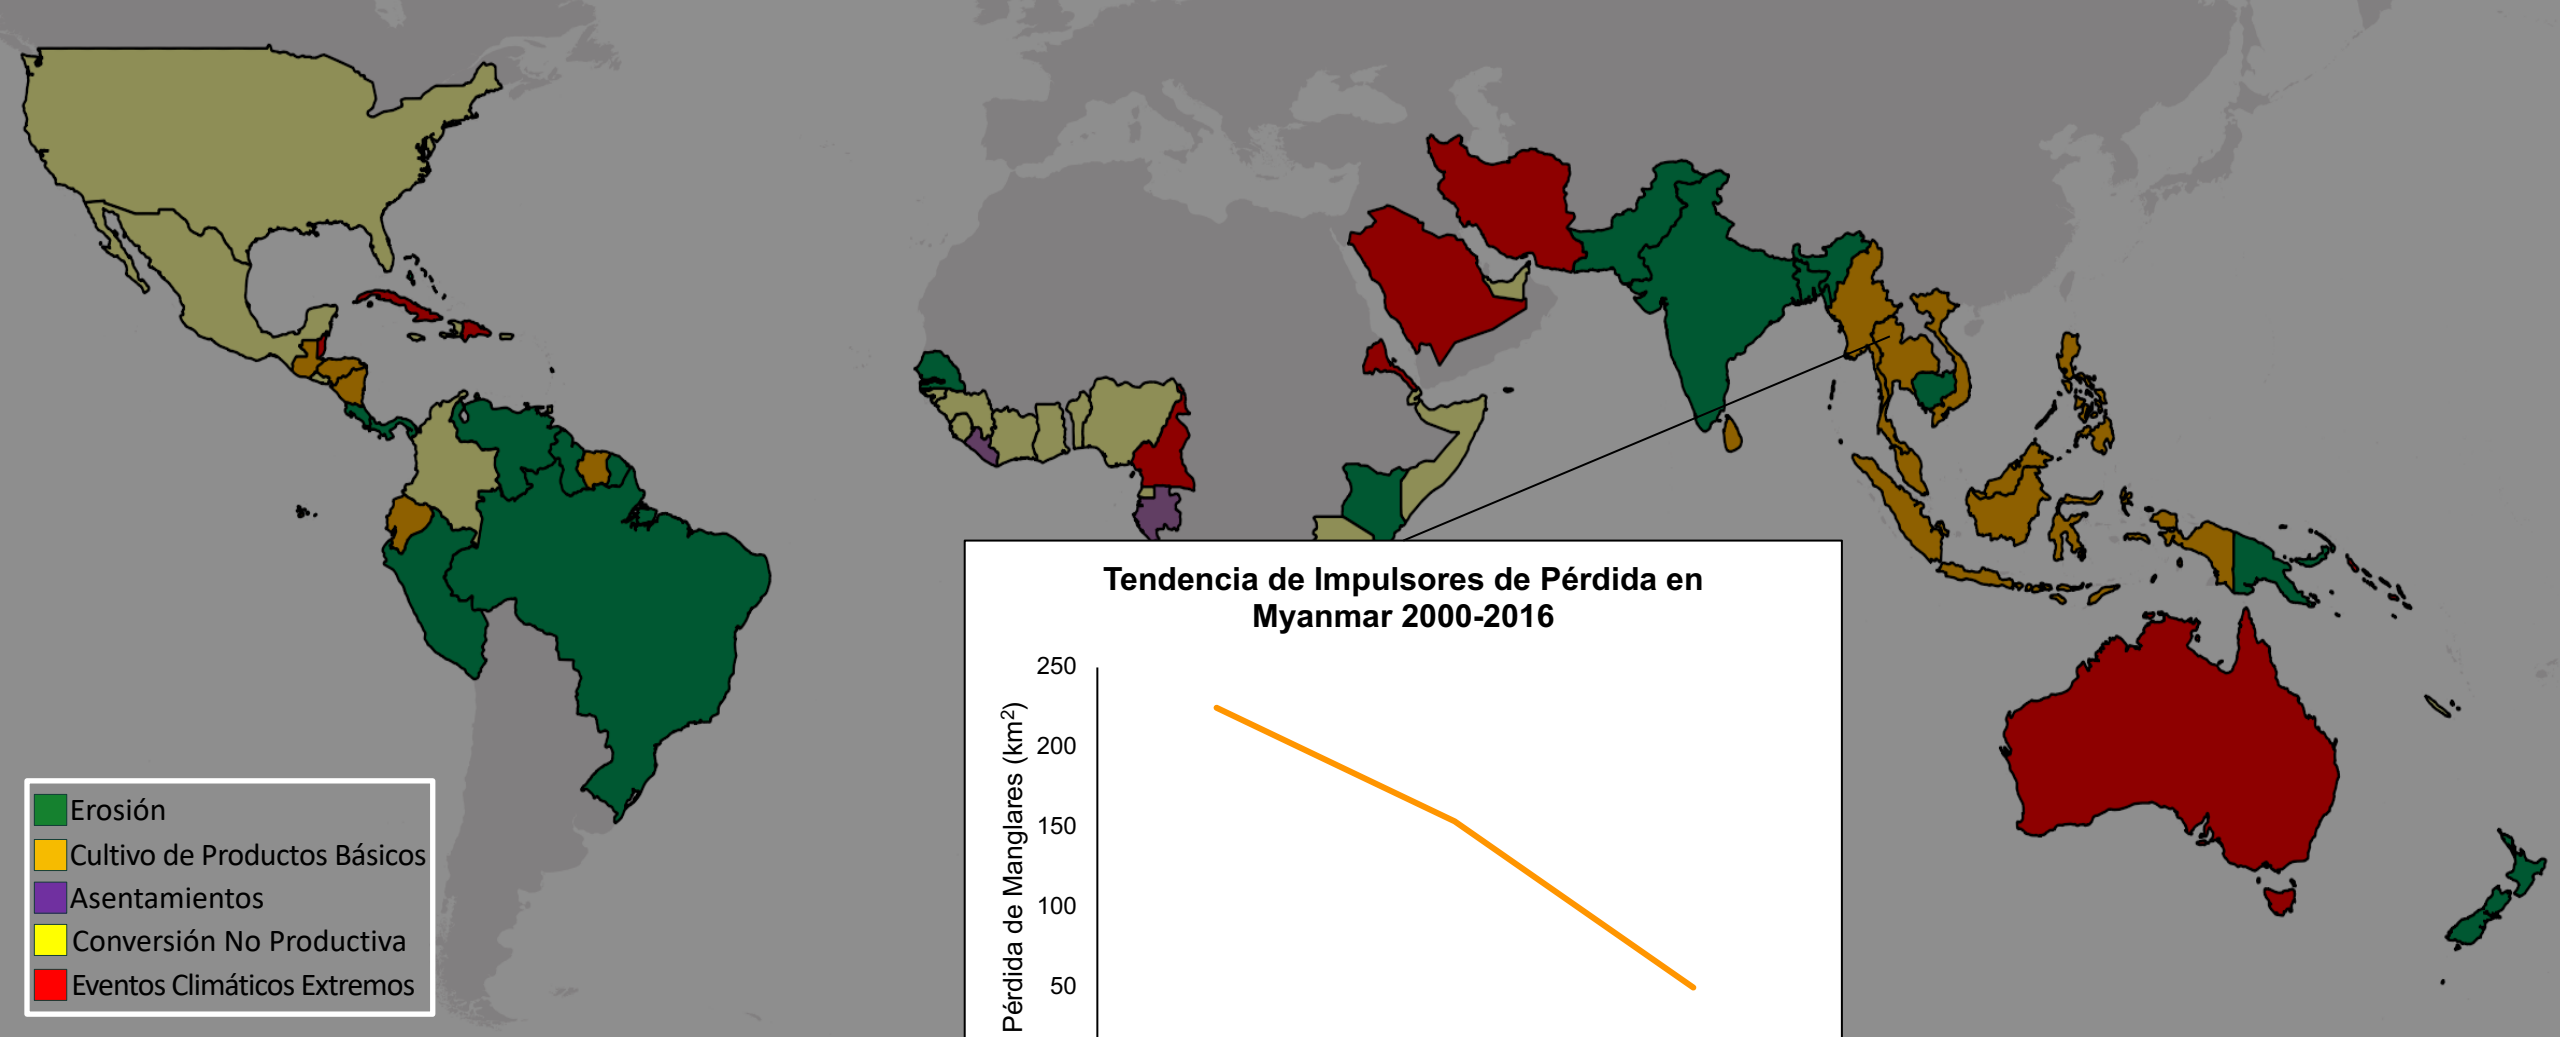 Tendencia de Impulsores de Pérdida en
Myanmar 2000-2016
250
200
150
100
50
Pérdida de Manglares (km²)
Erosión
Cultivo de Productos Básicos
Asentamientos
Conversión No Productiva
Eventos Climáticos Extremos